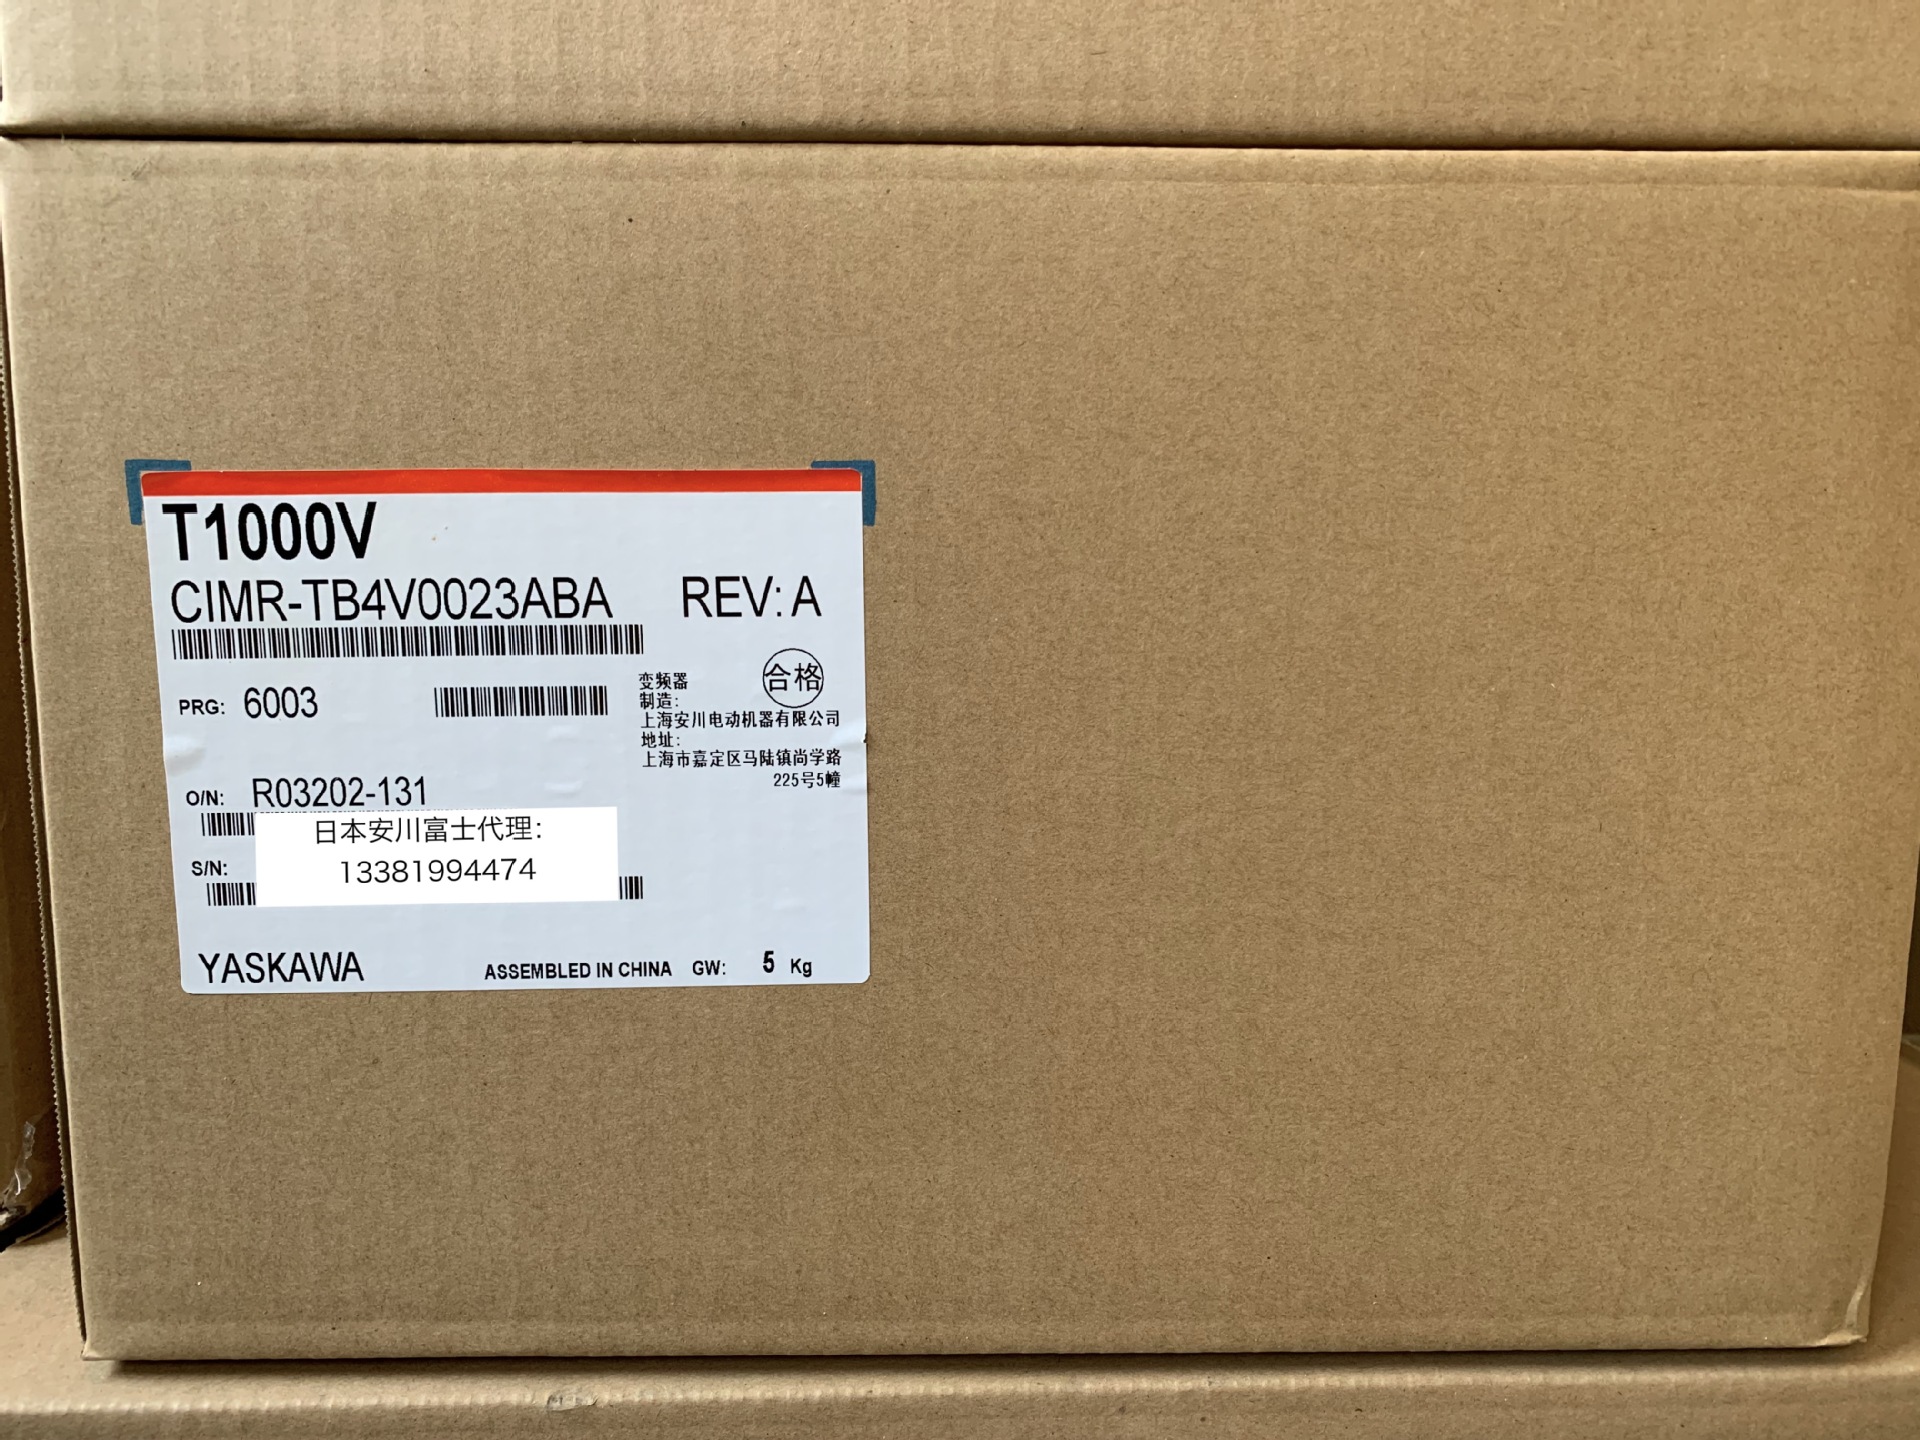 T1000V
CIMR-TB4V0023ABA REV: A
合格
PRG: 6003
变频器
制造:
上海安川电动机器有限公司
地址:
上海市嘉定区马陆镇尚学路
225号5幢
O/N: R03202-131
日本安川富士代理:
S/N:
13381994474
YASKAWA ASSEMBLED IN CHINA GW: 5 Kg